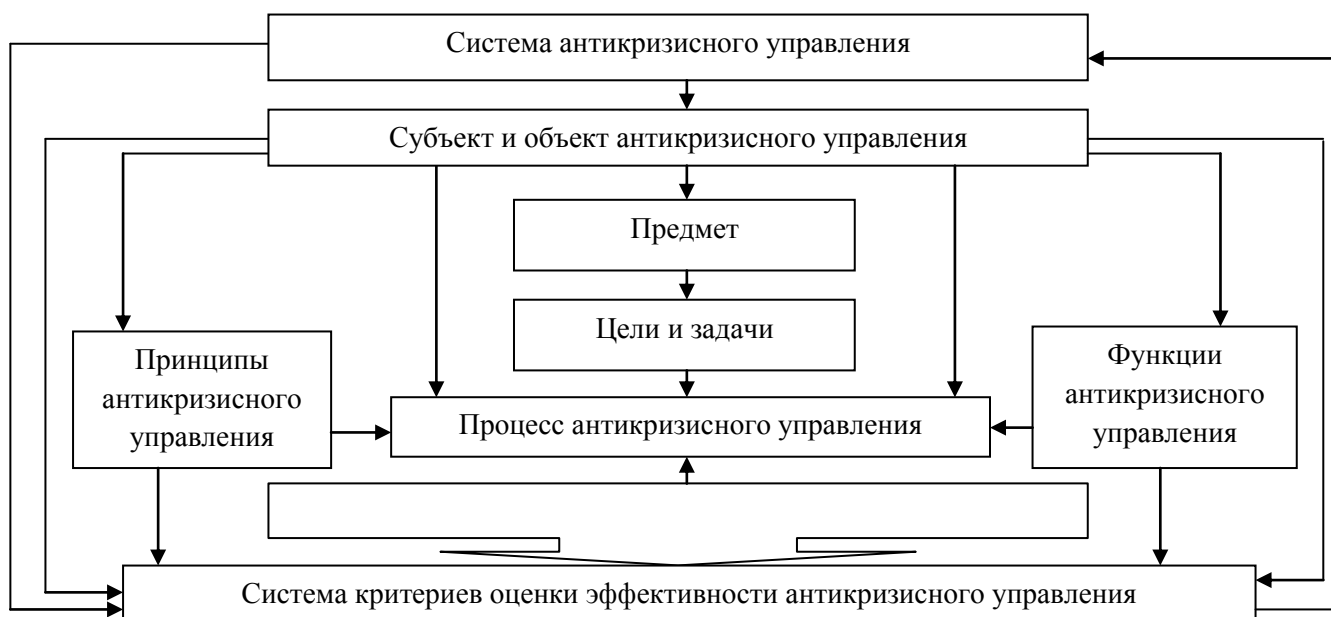 Система антикризисного управления
Субъект и объект антикризисного управления
Предмет
Цели и задачи
Принципы
антикризисного
управления
Процесс антикризисного управления
Функции
антикризисного
управления
Система критериев оценки эффективности антикризисного управления